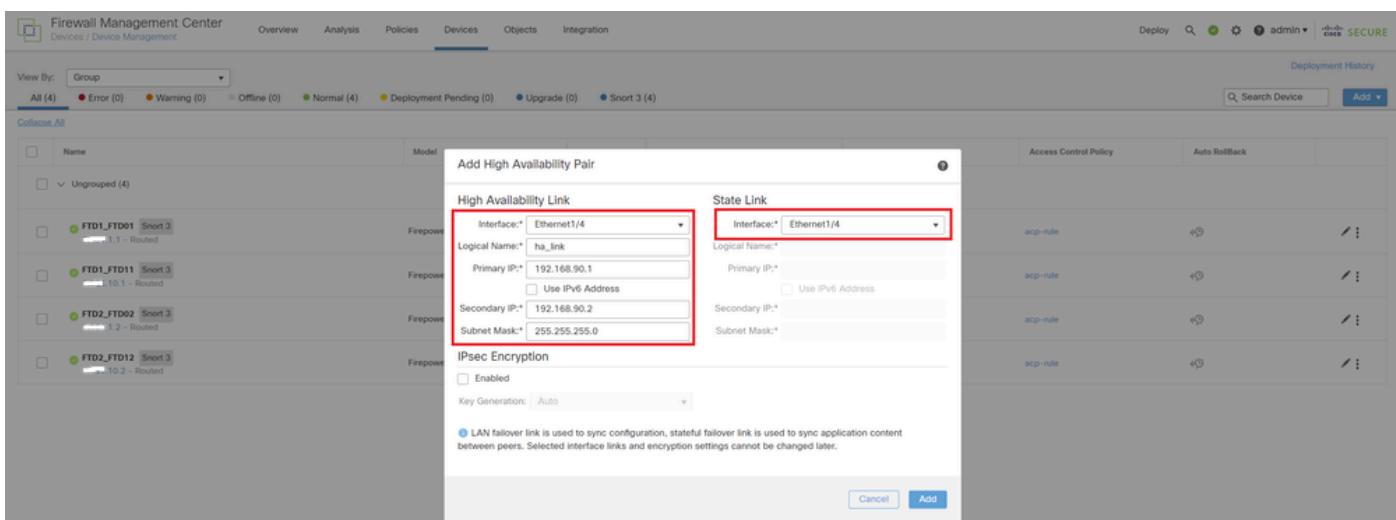 Firewall Management Center
Devices / Device Management
Overview Analysis Policies Devices Objects Integration
Deploy admin SECURE
cisco
Deployment History
View By: Group
All (4) Error (0) Warning (0) Offline (0) Normal (4) Deployment Pending (0) Upgrade (0) Snort 3 (4)
Search Device Add
Collapse All
Name Model Access Control Policy Auto RollBack
Ungrouped (4)
FTD1_FTD01 Snort 3
1.1 – Routed
Firepowe acp-rule
FTD1_FTD11 Snort 3
.10.1 – Routed
Firepowe acp-rule
FTD2_FTD02 Snort 3
1.2 – Routed
Firepowe acp-rule
FTD2_FTD12 Snort 3
.10.2 – Routed
Firepowe acp-rule
Add High Availability Pair
High Availability Link
Interface:* Ethernet1/4
Logical Name:* ha_link
Primary IP:* 192.168.90.1
Use IPv6 Address
Secondary IP:* 192.168.90.2
Subnet Mask:* 255.255.255.0
State Link
Interface:* Ethernet1/4
Logical Name:*
Primary IP:*
Use IPv6 Address
Secondary IP:*
Subnet Mask:*
IPsec Encryption
Enabled
Key Generation: Auto
LAN failover link is used to sync configuration, stateful failover link is used to sync application content
between peers. Selected interface links and encryption settings cannot be changed later.
Cancel Add